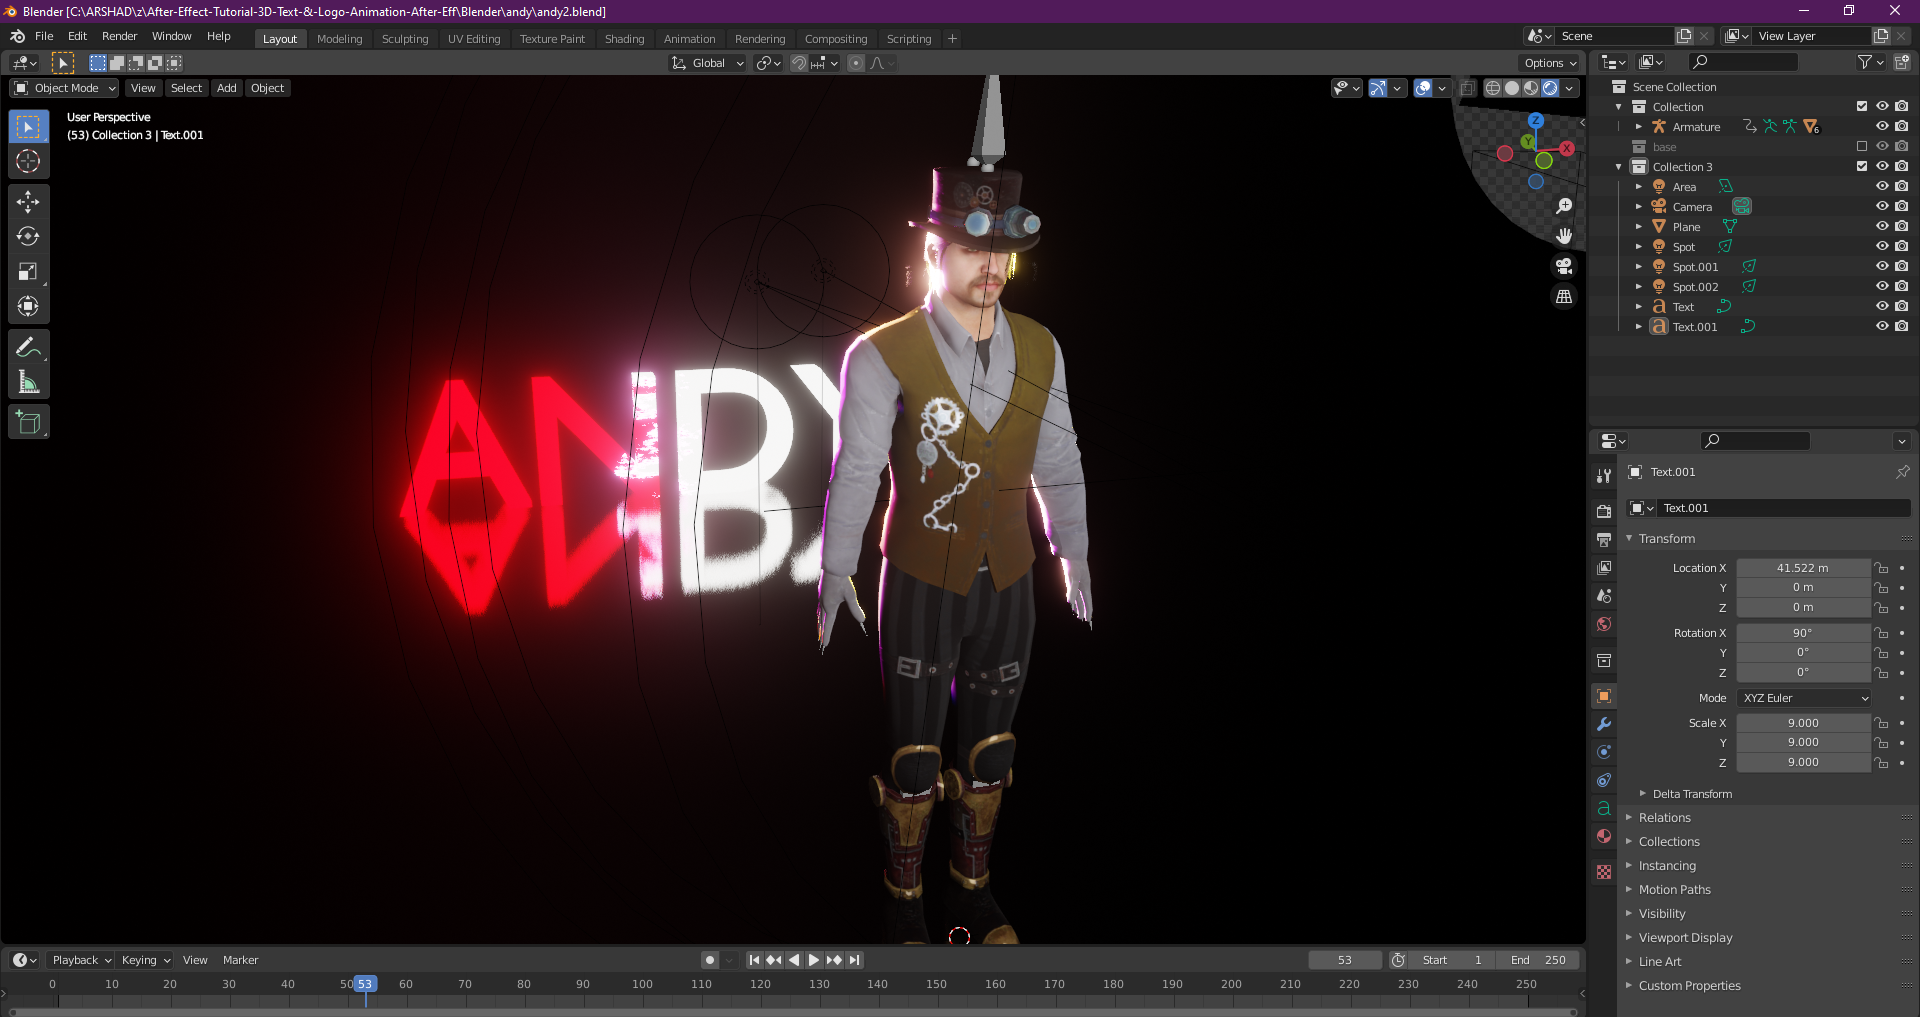 Blender [C:\ARSHAD\z\After-Effect-Tutorial-3D-Text-&-Logo-Animation-After-Eff\Blender\andy\andy2.blend]
File Edit Render Window Help
Layout Modeling Sculpting UV Editing Texture Paint Shading Animation Rendering Compositing Scripting +
Scene
View Layer
Global
Options
Object Mode View Select Add Object
User Perspective
(53) Collection 3 | Text.001
Z
Y
X
Scene Collection
Collection
Armature
6
base
Collection 3
Area
Camera
Plane
Spot
Spot.001
Spot.002
Text
Text.001
Text.001
Text.001
Transform
Location X 41.522 m
Y 0 m
Z 0 m
Rotation X 90°
Y 0°
Z 0°
Mode XYZ Euler
Scale X 9.000
Y 9.000
Z 9.000
Delta Transform
Relations
Collections
Instancing
Motion Paths
Visibility
Viewport Display
Line Art
Custom Properties
Playback Keying View Marker
53
Start 1
End 250
0 10 20 30 40 50 53 60 70 80 90 100 110 120 130 140 150 160 170 180 190 200 210 220 230 240 250